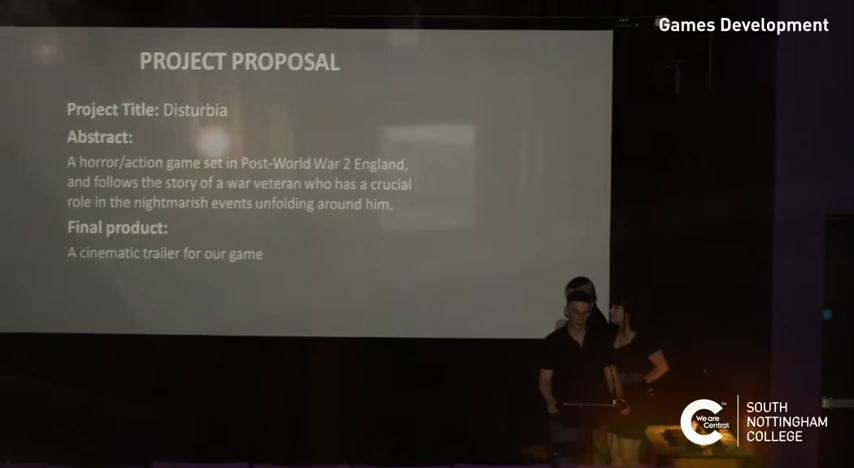 Games Development
PROJECT PROPOSAL
Project Title: Disturbia
Abstract:
A horror/action game set in Post-World War 2 England,
and follows the story of a war veteran who has a crucial
role in the nightmarish events unfolding around him.
Final product:
A cinematic trailer for our game
We are
Central
TM
SOUTH
NOTTINGHAM
COLLEGE